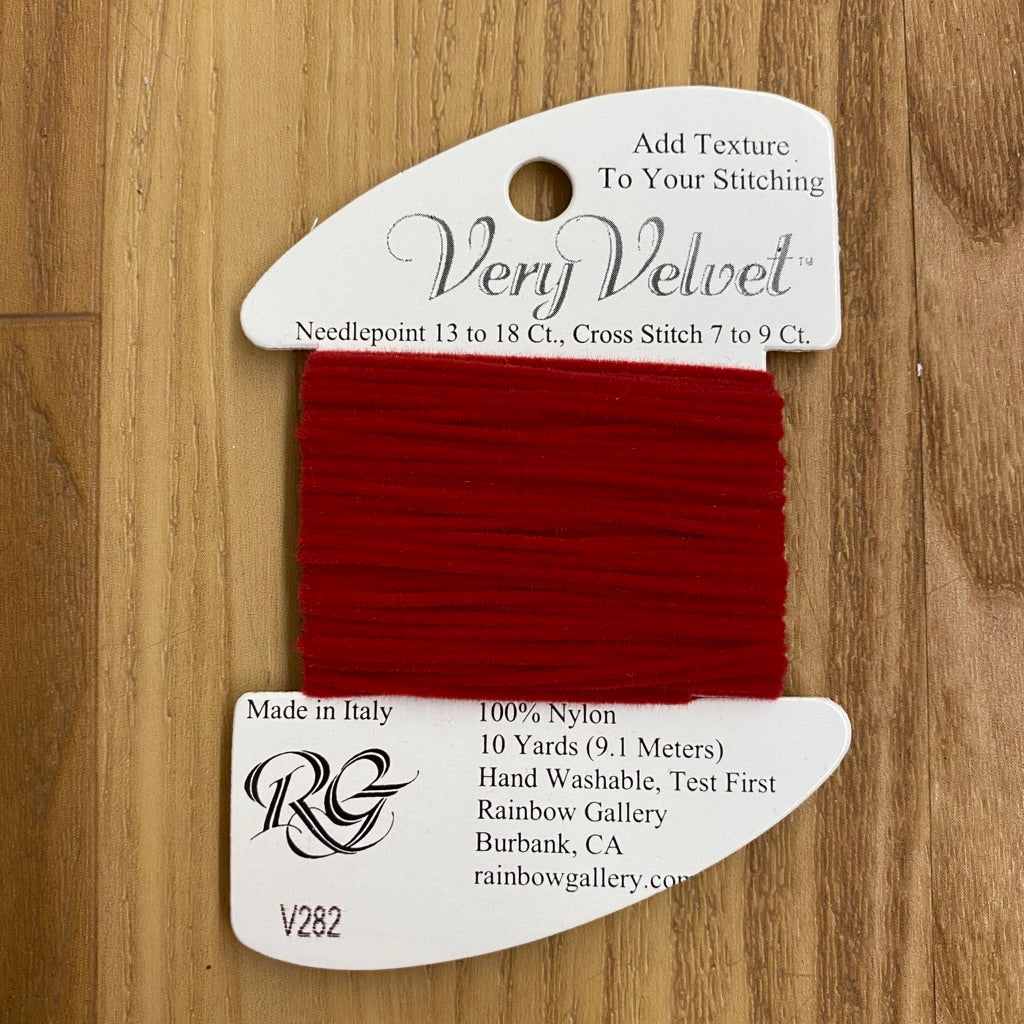 Add Texture
To Your Stitching
Very Velvet™
Needlepoint 13 to 18 Ct., Cross Stitch 7 to 9 Ct.
Made in Italy
100% Nylon
10 Yards (9.1 Meters)
Hand Washable, Test First
Rainbow Gallery
Burbank, CA
rainbowgallery.com
RG
V282